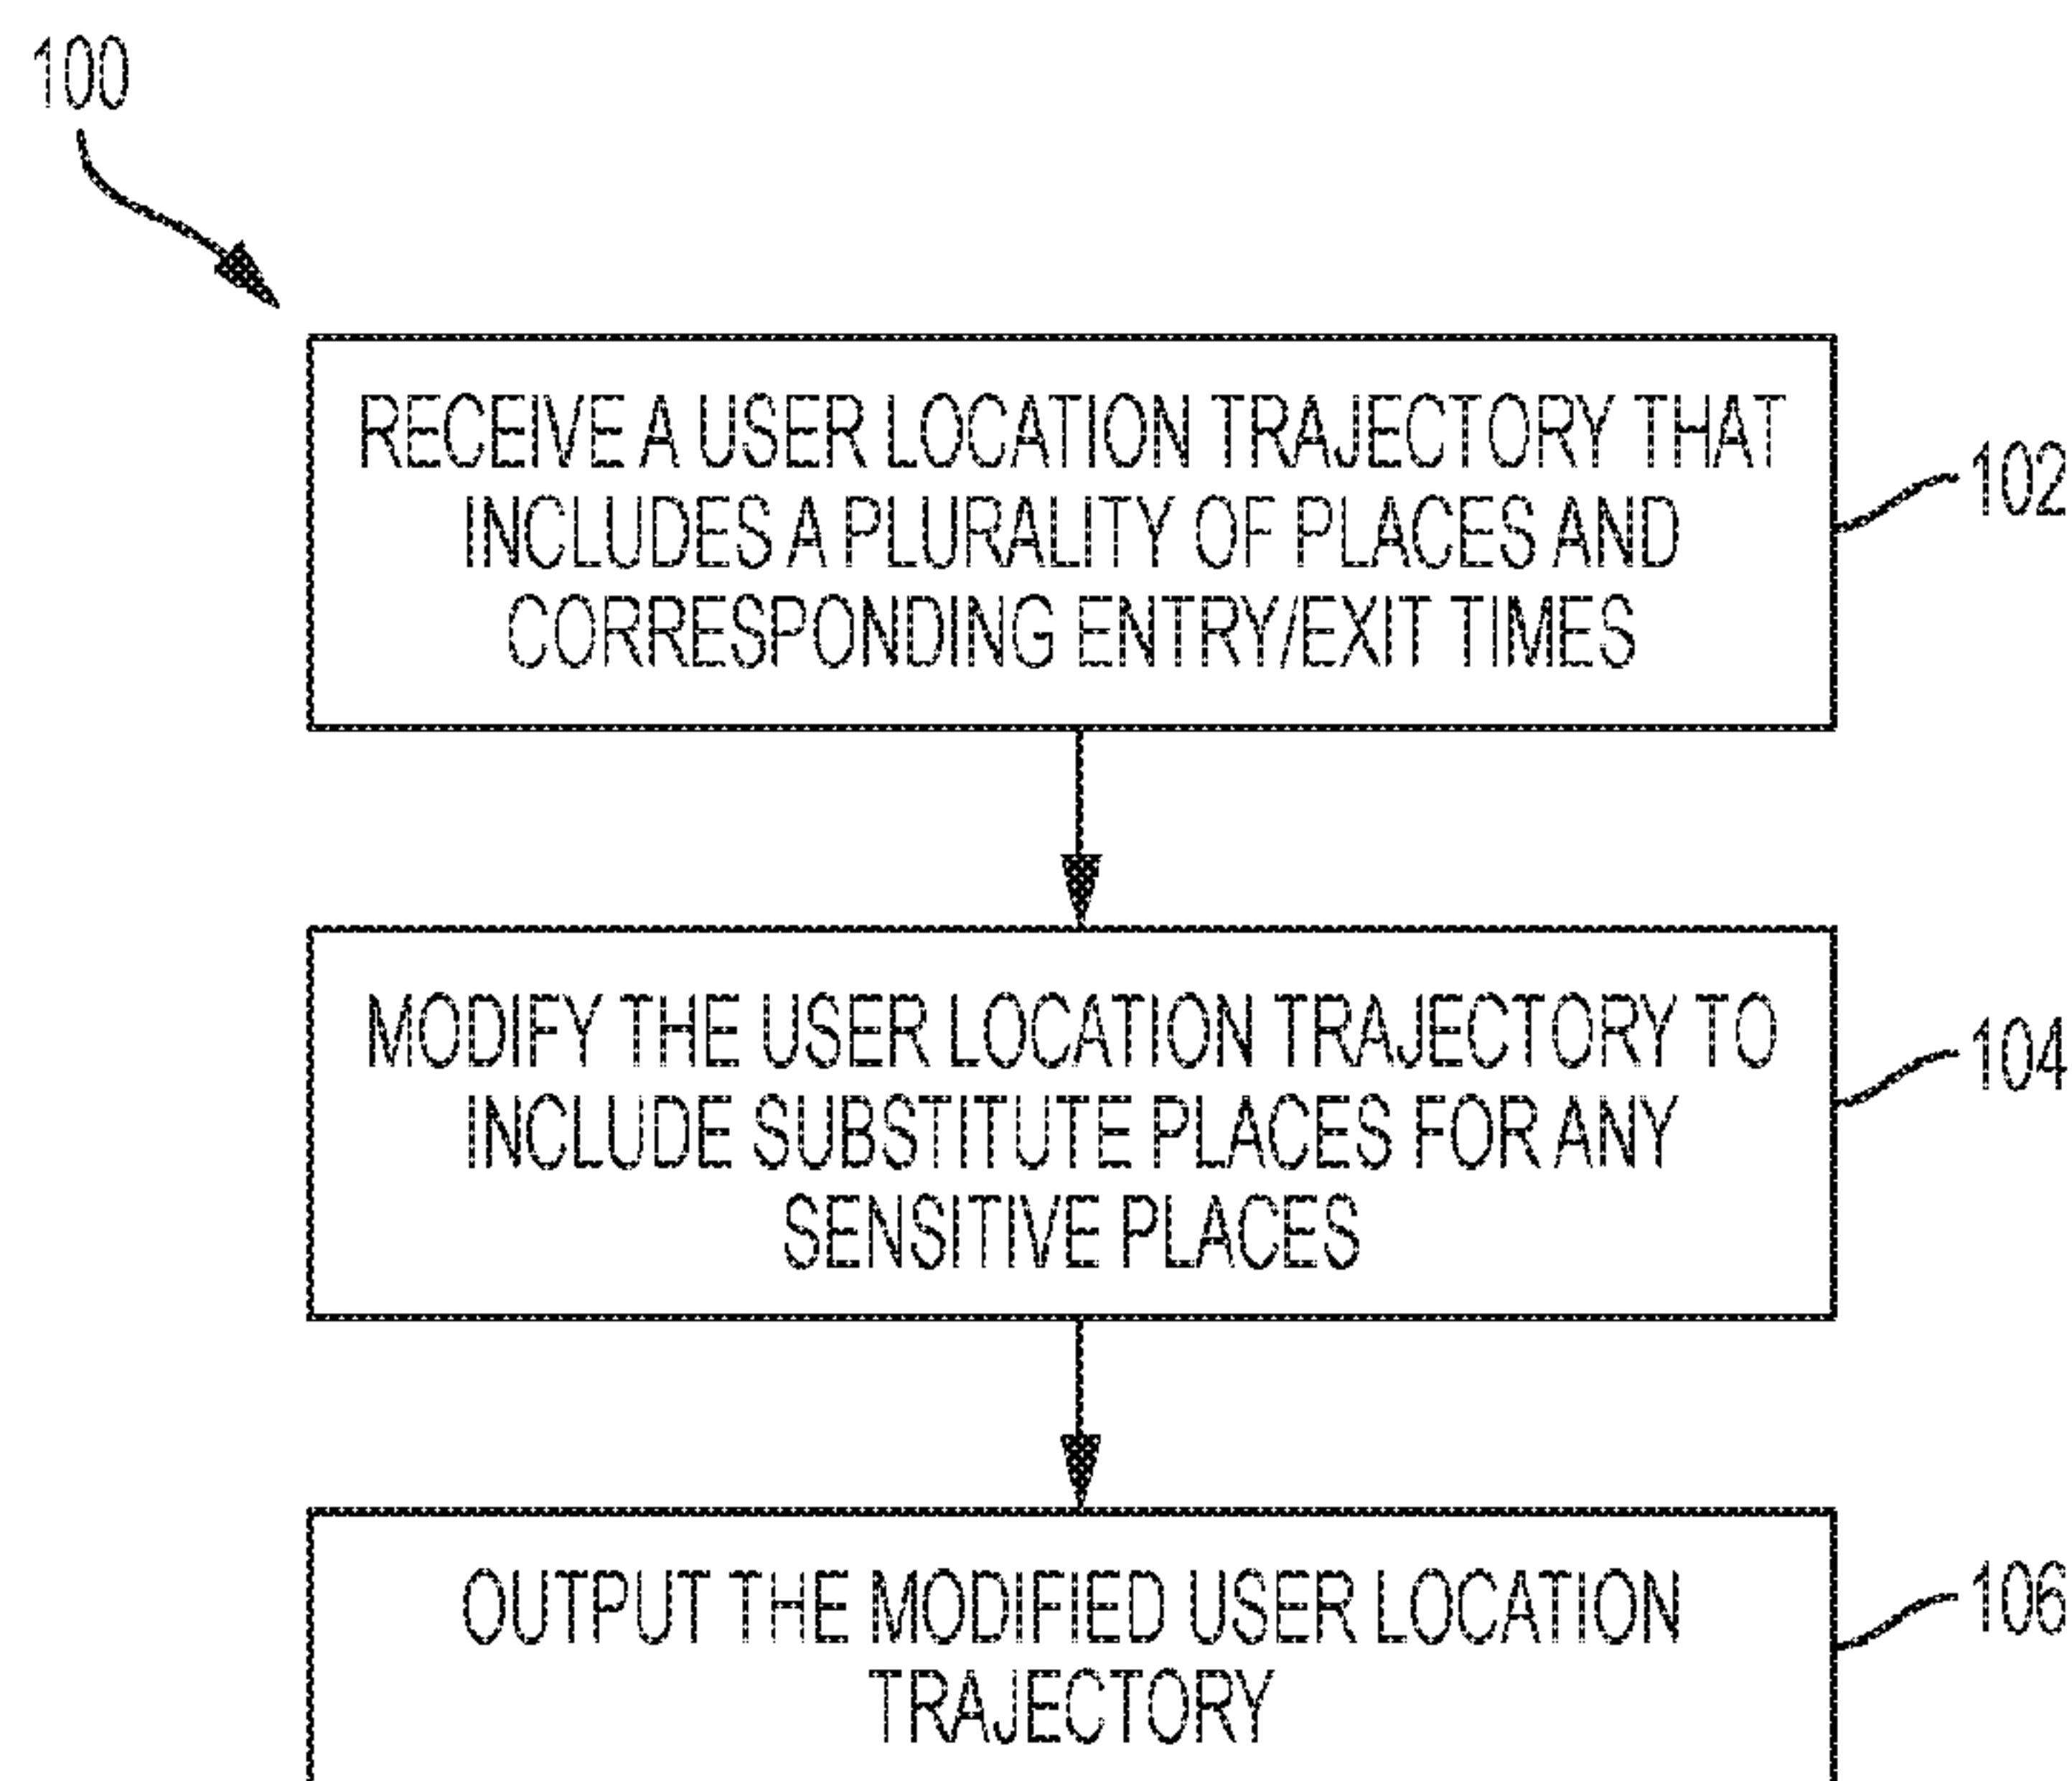 100
RECEIVE A USER LOCATION TRAJECTORY THAT
INCLUDES A PLURALITY OF PLACES AND
CORRESPONDING ENTRY/EXIT TIMES
102
MODIFY THE USER LOCATION TRAJECTORY TO
INCLUDE SUBSTITUTE PLACES FOR ANY
SENSITIVE PLACES
104
OUTPUT THE MODIFIED USER LOCATION
TRAJECTORY
106